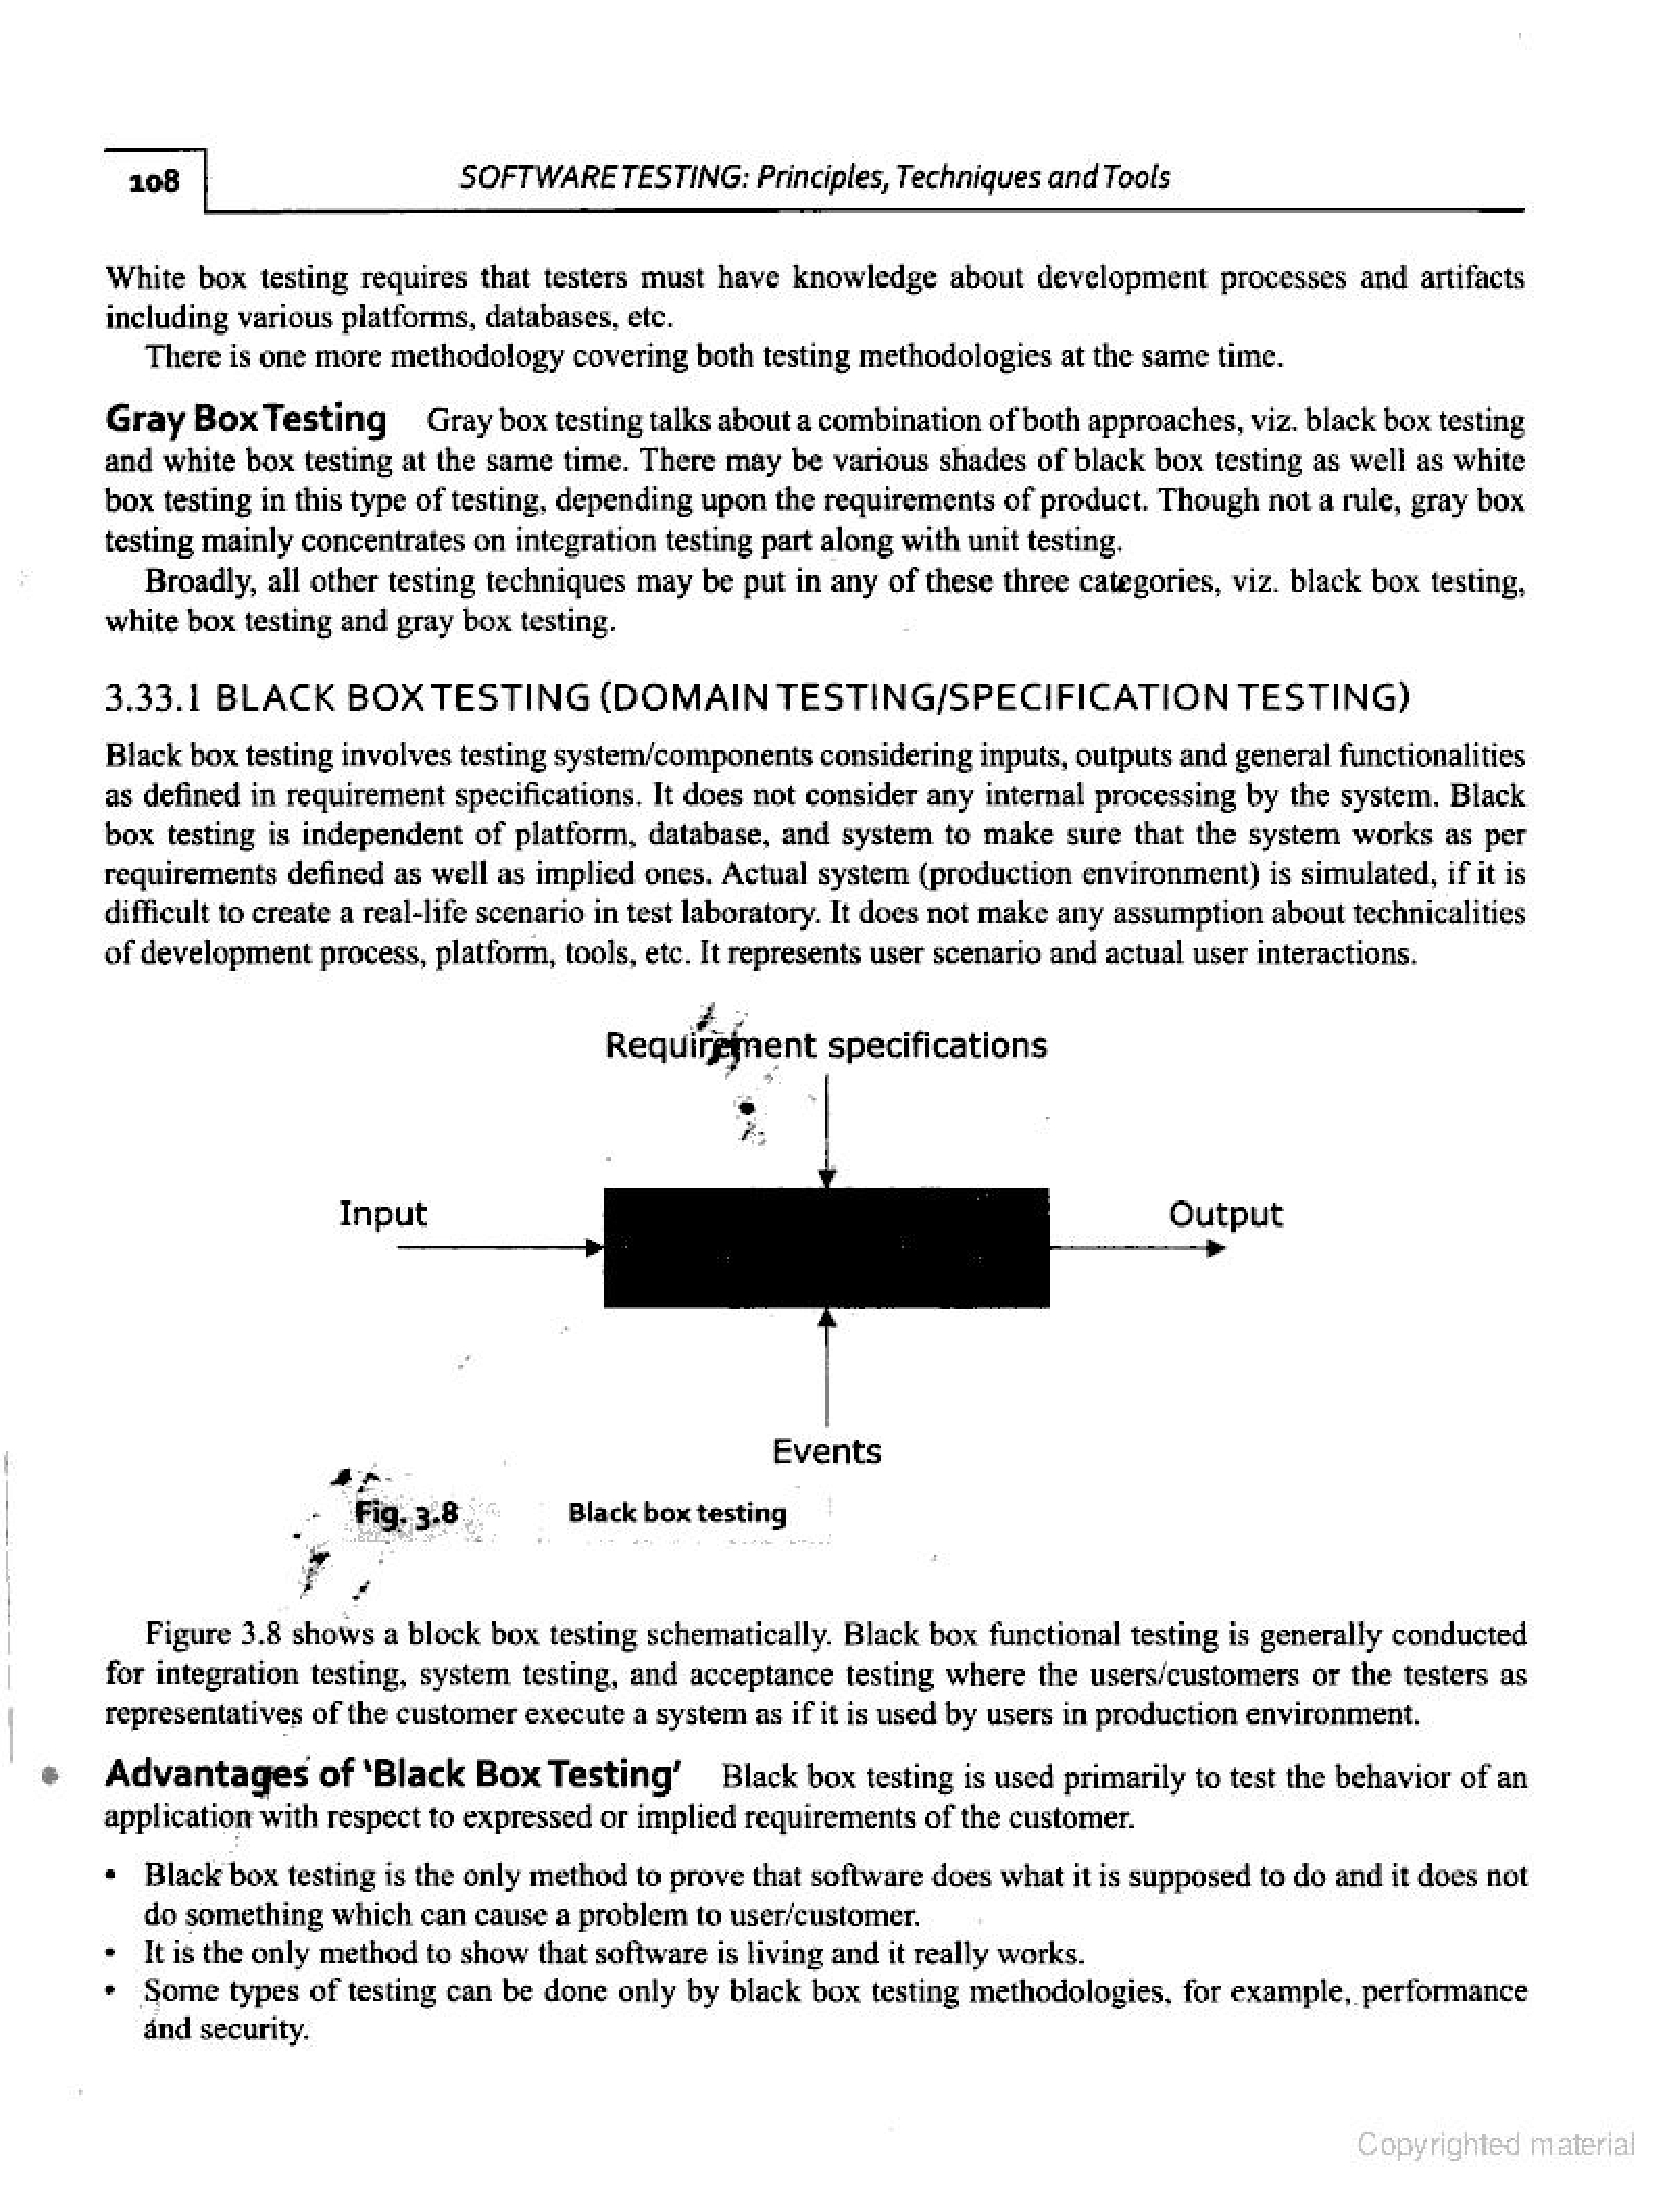 108
SOFTWARE TESTING: Principles, Techniques and Tools
White box testing requires that testers must have knowledge about development processes and artifacts
including various platforms, databases, etc.
There is one more methodology covering both testing methodologies at the same time.
Gray Box Testing Gray box testing talks about a combination of both approaches, viz. black box testing
and white box testing at the same time. There may be various shades of black box testing as well as white
box testing in this type of testing, depending upon the requirements of product. Though not a rule, gray box
testing mainly concentrates on integration testing part along with unit testing.
Broadly, all other testing techniques may be put in any of these three categories, viz. black box testing,
white box testing and gray box testing.
3.33.1 BLACK BOX TESTING (DOMAIN TESTING/SPECIFICATION TESTING)
Black box testing involves testing system/components considering inputs, outputs and general functionalities
as defined in requirement specifications. It does not consider any internal processing by the system. Black
box testing is independent of platform, database, and system to make sure that the system works as per
requirements defined as well as implied ones. Actual system (production environment) is simulated, if it is
difficult to create a real-life scenario in test laboratory. It does not make any assumption about technicalities
of development process, platform, tools, etc. It represents user scenario and actual user interactions.
Requirement specifications
Input
Output
Events
Fig. 3.8 Black box testing
Figure 3.8 shows a block box testing schematically. Black box functional testing is generally conducted
for integration testing, system testing, and acceptance testing where the users/customers or the testers as
representatives of the customer execute a system as if it is used by users in production environment.
Advantages of 'Black Box Testing' Black box testing is used primarily to test the behavior of an
application with respect to expressed or implied requirements of the customer.
• Black box testing is the only method to prove that software does what it is supposed to do and it does not
do something which can cause a problem to user/customer.
• It is the only method to show that software is living and it really works.
• Some types of testing can be done only by black box testing methodologies, for example, performance
and security.
Copyrighted material